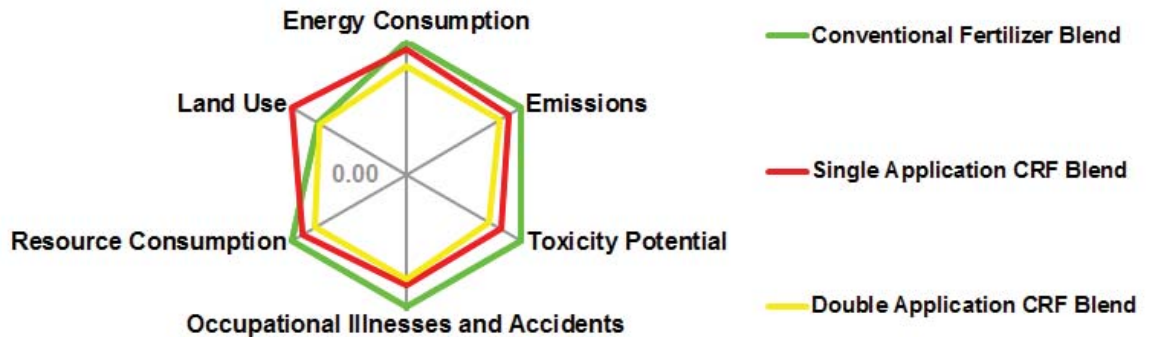 Energy Consumption
Conventional Fertilizer Blend
Land Use
Emissions
0.00
Single Application CRF Blend
Resource Consumption
Toxicity Potential
Double Application CRF Blend
Occupational Illnesses and Accidents